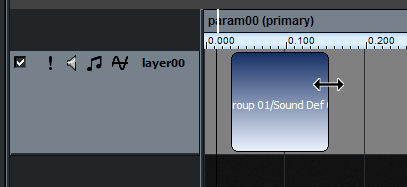 param00 (primary)
0.000 0.100 0.200
layer00
roup 01/Sound Def